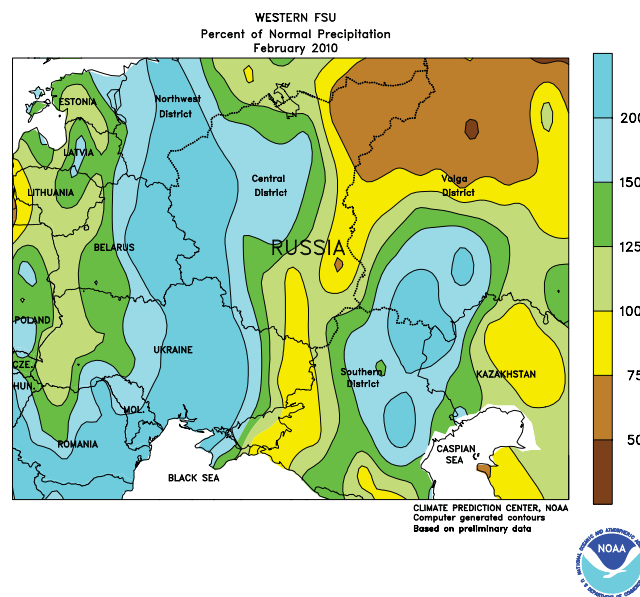 WESTERN FSU
Percent of Normal Precipitation
February 2010
ESTONIA
Northwest
District
LATVIA
LITHUANIA
Central
District
Volga
District
BELARUS
RUSSIA
POLAND
UKRAINE
CZE.
HUN.
Southern
District
KAZAKHSTAN
MOL.
ROMANIA
CASPIAN
SEA
BLACK SEA
200
150
125
100
75
50
CLIMATE PREDICTION CENTER, NOAA
Computer generated contours
Based on preliminary data
NOAA